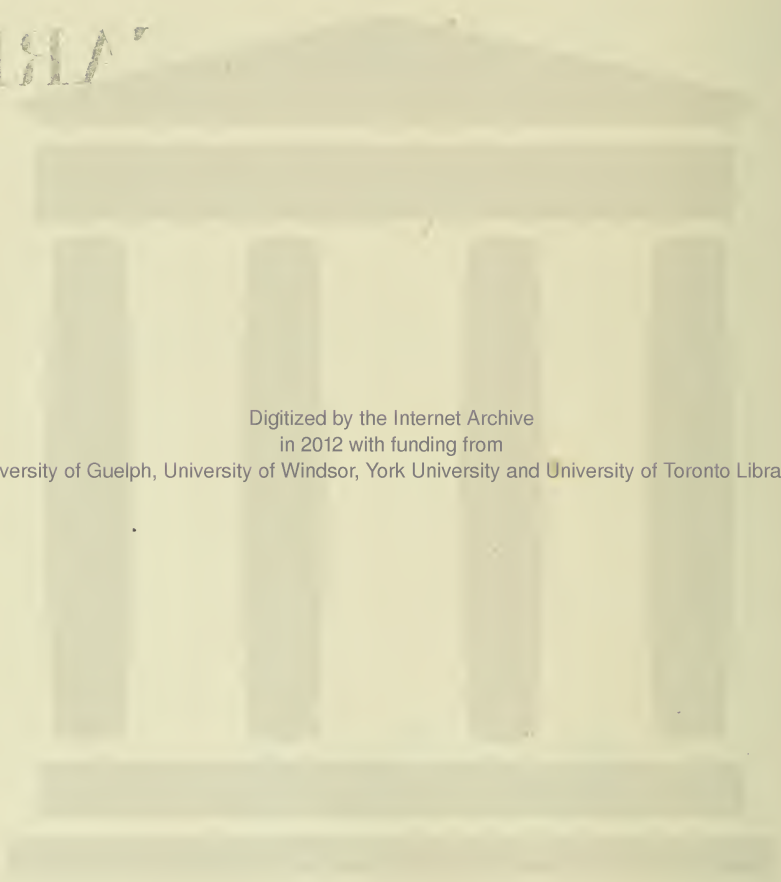 Digitized by the Internet Archive
in 2012 with funding from
versity of Guelph, University of Windsor, York University and University of Toronto Libra